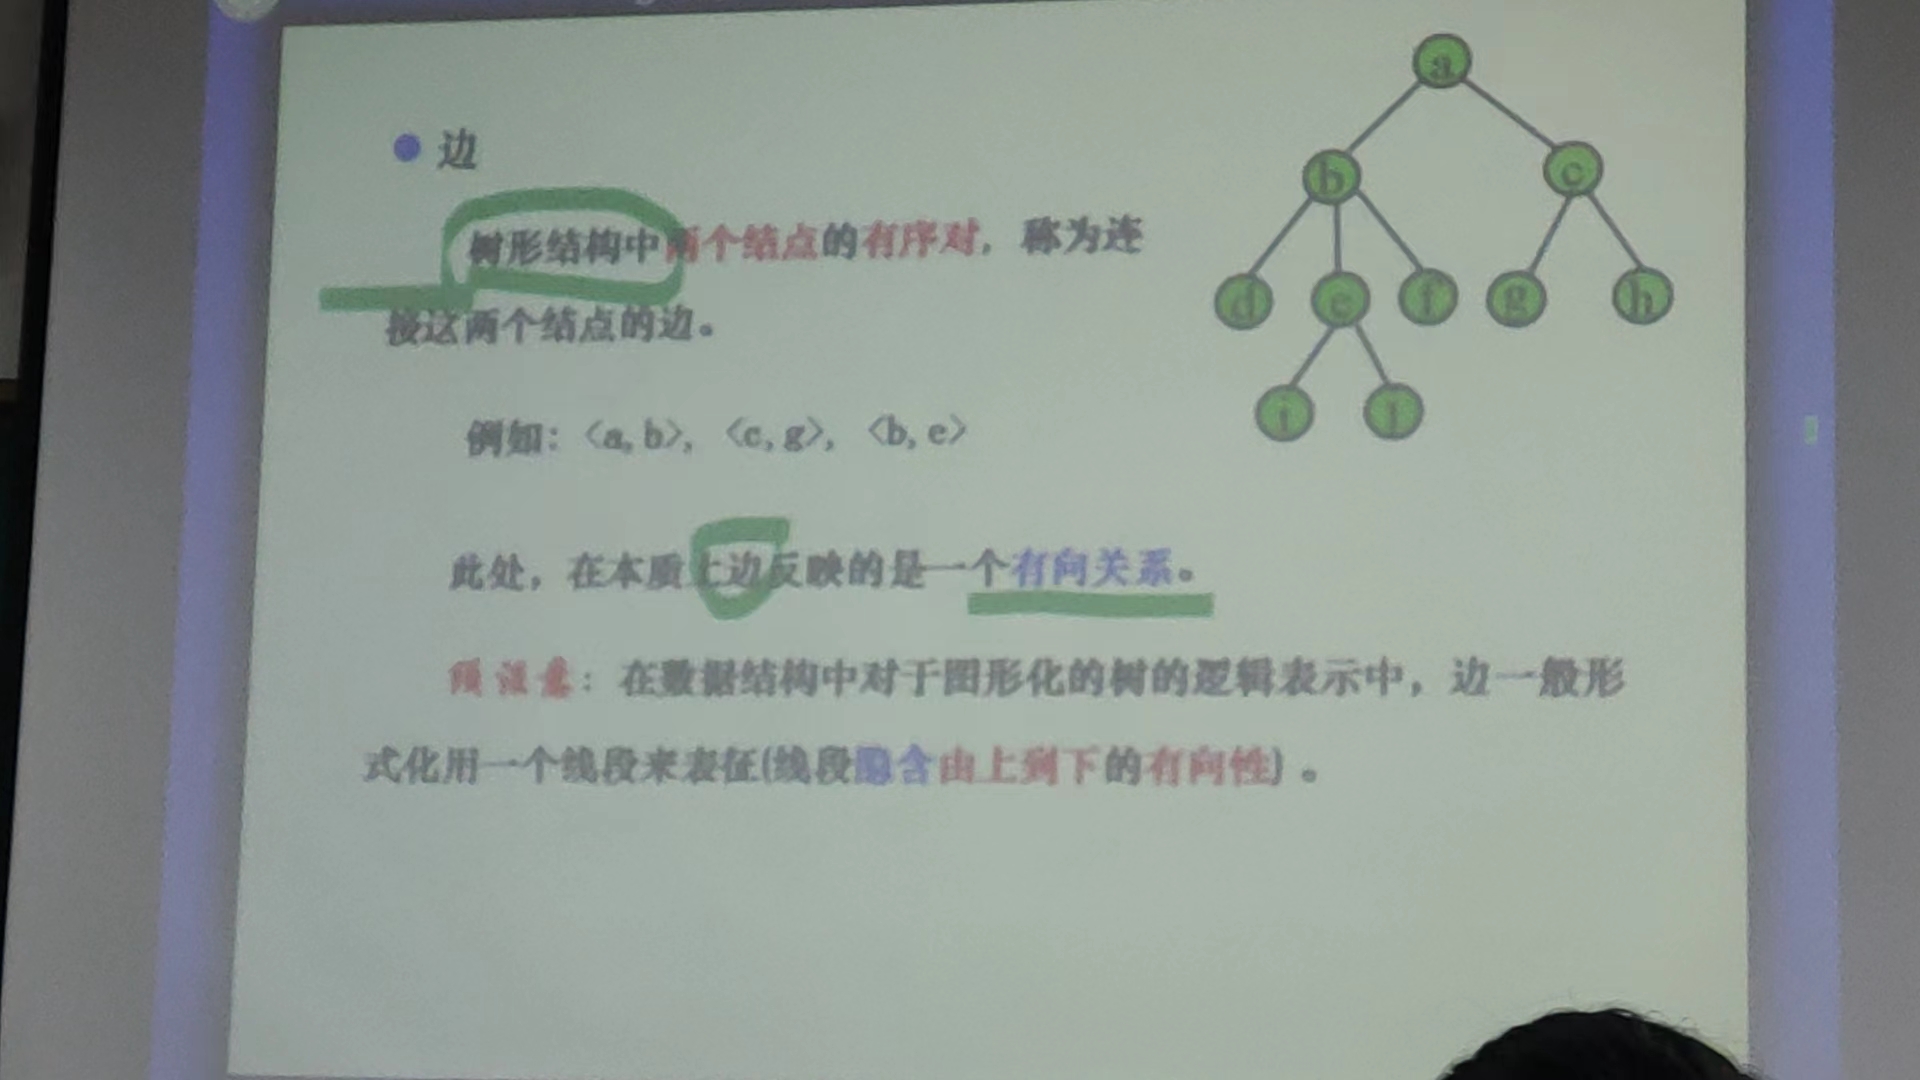 ● 边
树形结构中两个结点的有序对，称为连
接这两个结点的边。
例如：<a, b>, <c, g>, <b, e>
此处，在本质上边反映的是一个有向关系。
须注意：在数据结构中对于图形化的树的逻辑表示中，边一般形
式化用一个线段来表征(线段隐含由上到下的有向性)。
a
b c
d e f g h
i j